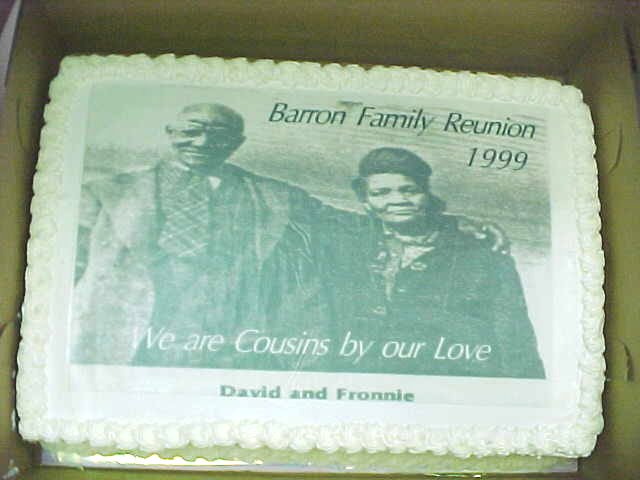 Barron Family Reunion
1999
We are Cousins by our Love
David and Fronnie